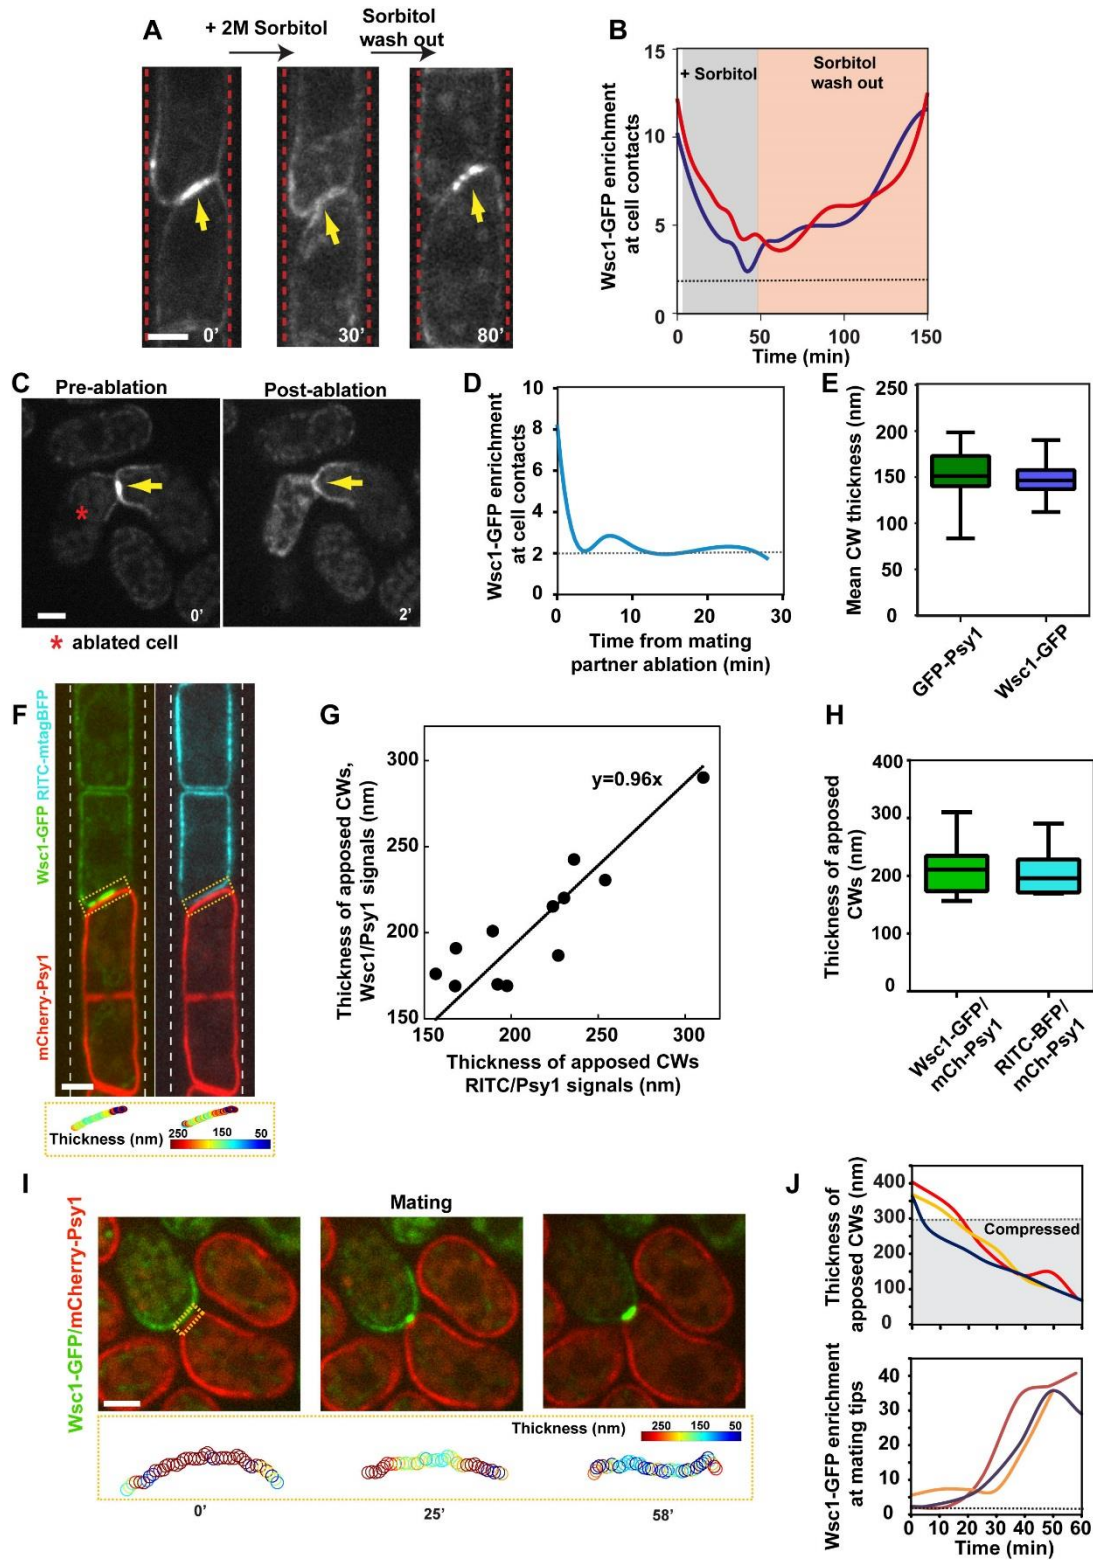 A
+ 2M Sorbitol
Sorbitol
wash out
0’
30’
80’
B
Wsc1-GFP enrichment
at cell contacts
15
10
5
0
+ Sorbitol
Sorbitol
wash out
0
50
100
150
Time (min)
C
Pre-ablation
Post-ablation
*
0’
2’
* ablated cell
D
Wsc1-GFP enrichment
at cell contacts
10
8
6
4
2
0
0
10
20
30
Time from mating
partner ablation (min)
E
Mean CW thickness (nm)
250
200
150
100
50
0
GFP-Psy1
Wsc1-GFP
F
Wsc1-GFP RITC-mtagBFP
mCherry-Psy1
Thickness (nm)
250
150
50
G
Thickness of apposed CWs,
Wsc1/Psy1 signals (nm)
300
250
200
150
y=0.96x
150
200
250
300
Thickness of apposed CWs
RITC/Psy1 signals (nm)
H
Thickness of apposed
CWs (nm)
400
300
200
100
0
Wsc1-GFP/
mCh-Psy1
RITC-BFP/
mCh-Psy1
I
Mating
Wsc1-GFP/mCherry-Psy1
Thickness (nm)
250
150
50
0’
25’
58’
J
Thickness of
apposed CWs (nm)
400
300
200
100
0
Compressed
Wsc1-GFP enrichment
at mating tips
40
30
20
10
0
0
10
20
30
40
50
60
Time (min)